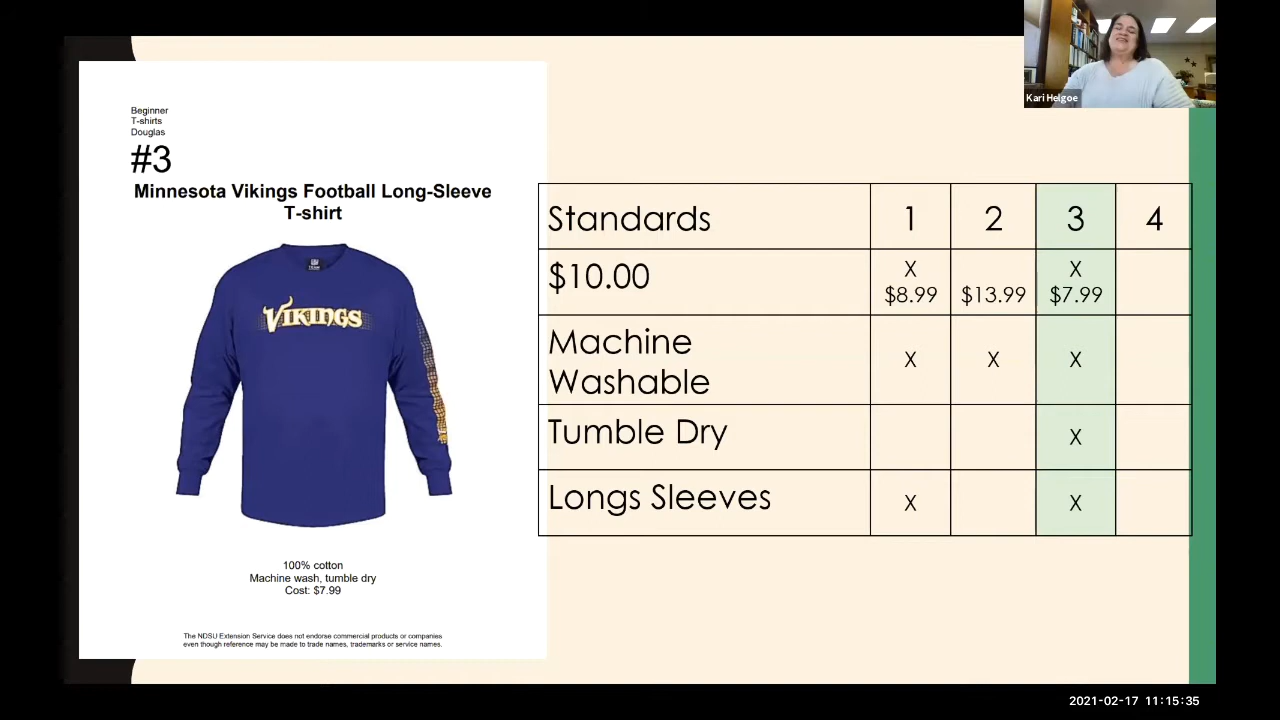 Kari Helgoe
Beginner
T-shirts
Douglas
#3
Minnesota Vikings Football Long-Sleeve
T-shirt
VIKINGS
100% cotton
Machine wash, tumble dry
Cost: $7.99
The NDSU Extension Service does not endorse commercial products or companies
even though reference may be made to trade names, trademarks or service names.
Standards 1 2 3 4
$10.00 X $8.99 $13.99 X $7.99
Machine Washable X X X
Tumble Dry X
Longs Sleeves X X
2021-02-17 11:15:35